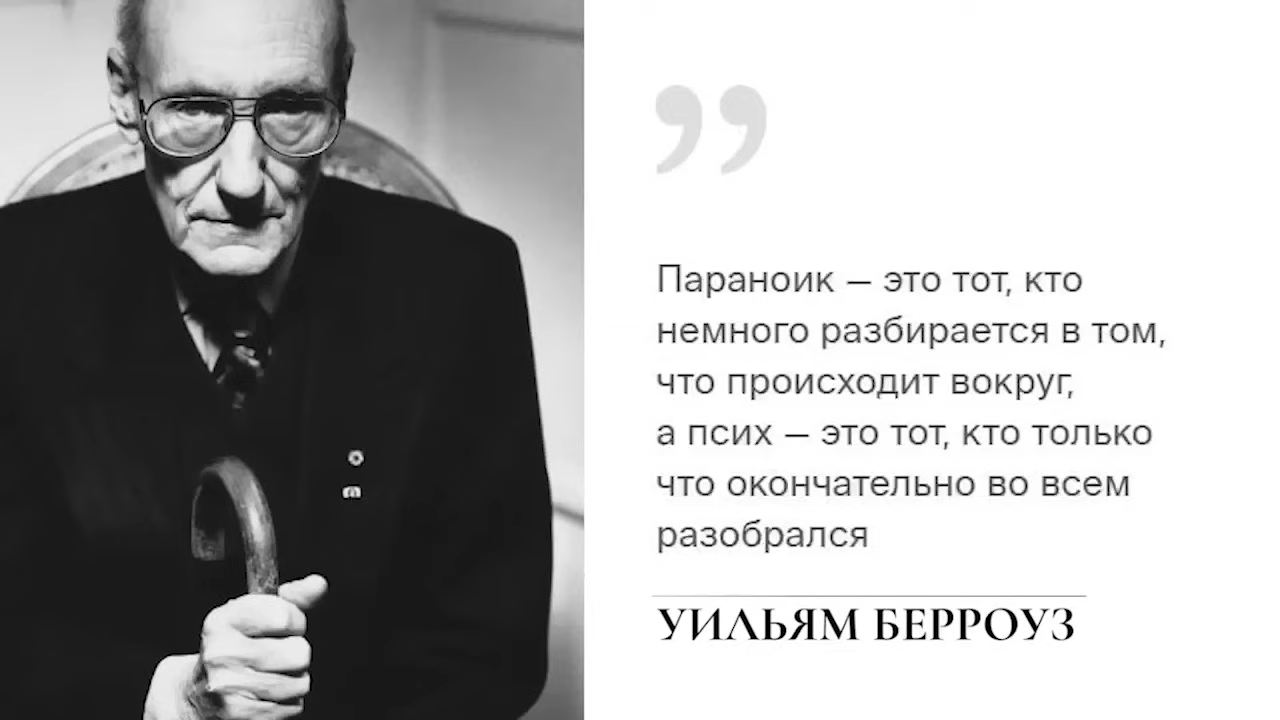 ”
Параноик — это тот, кто
немного разбирается в том,
что происходит вокруг,
а псих — это тот, кто только
что окончательно во всем
разобрался
УИЛЬЯМ БЕРРОУЗ